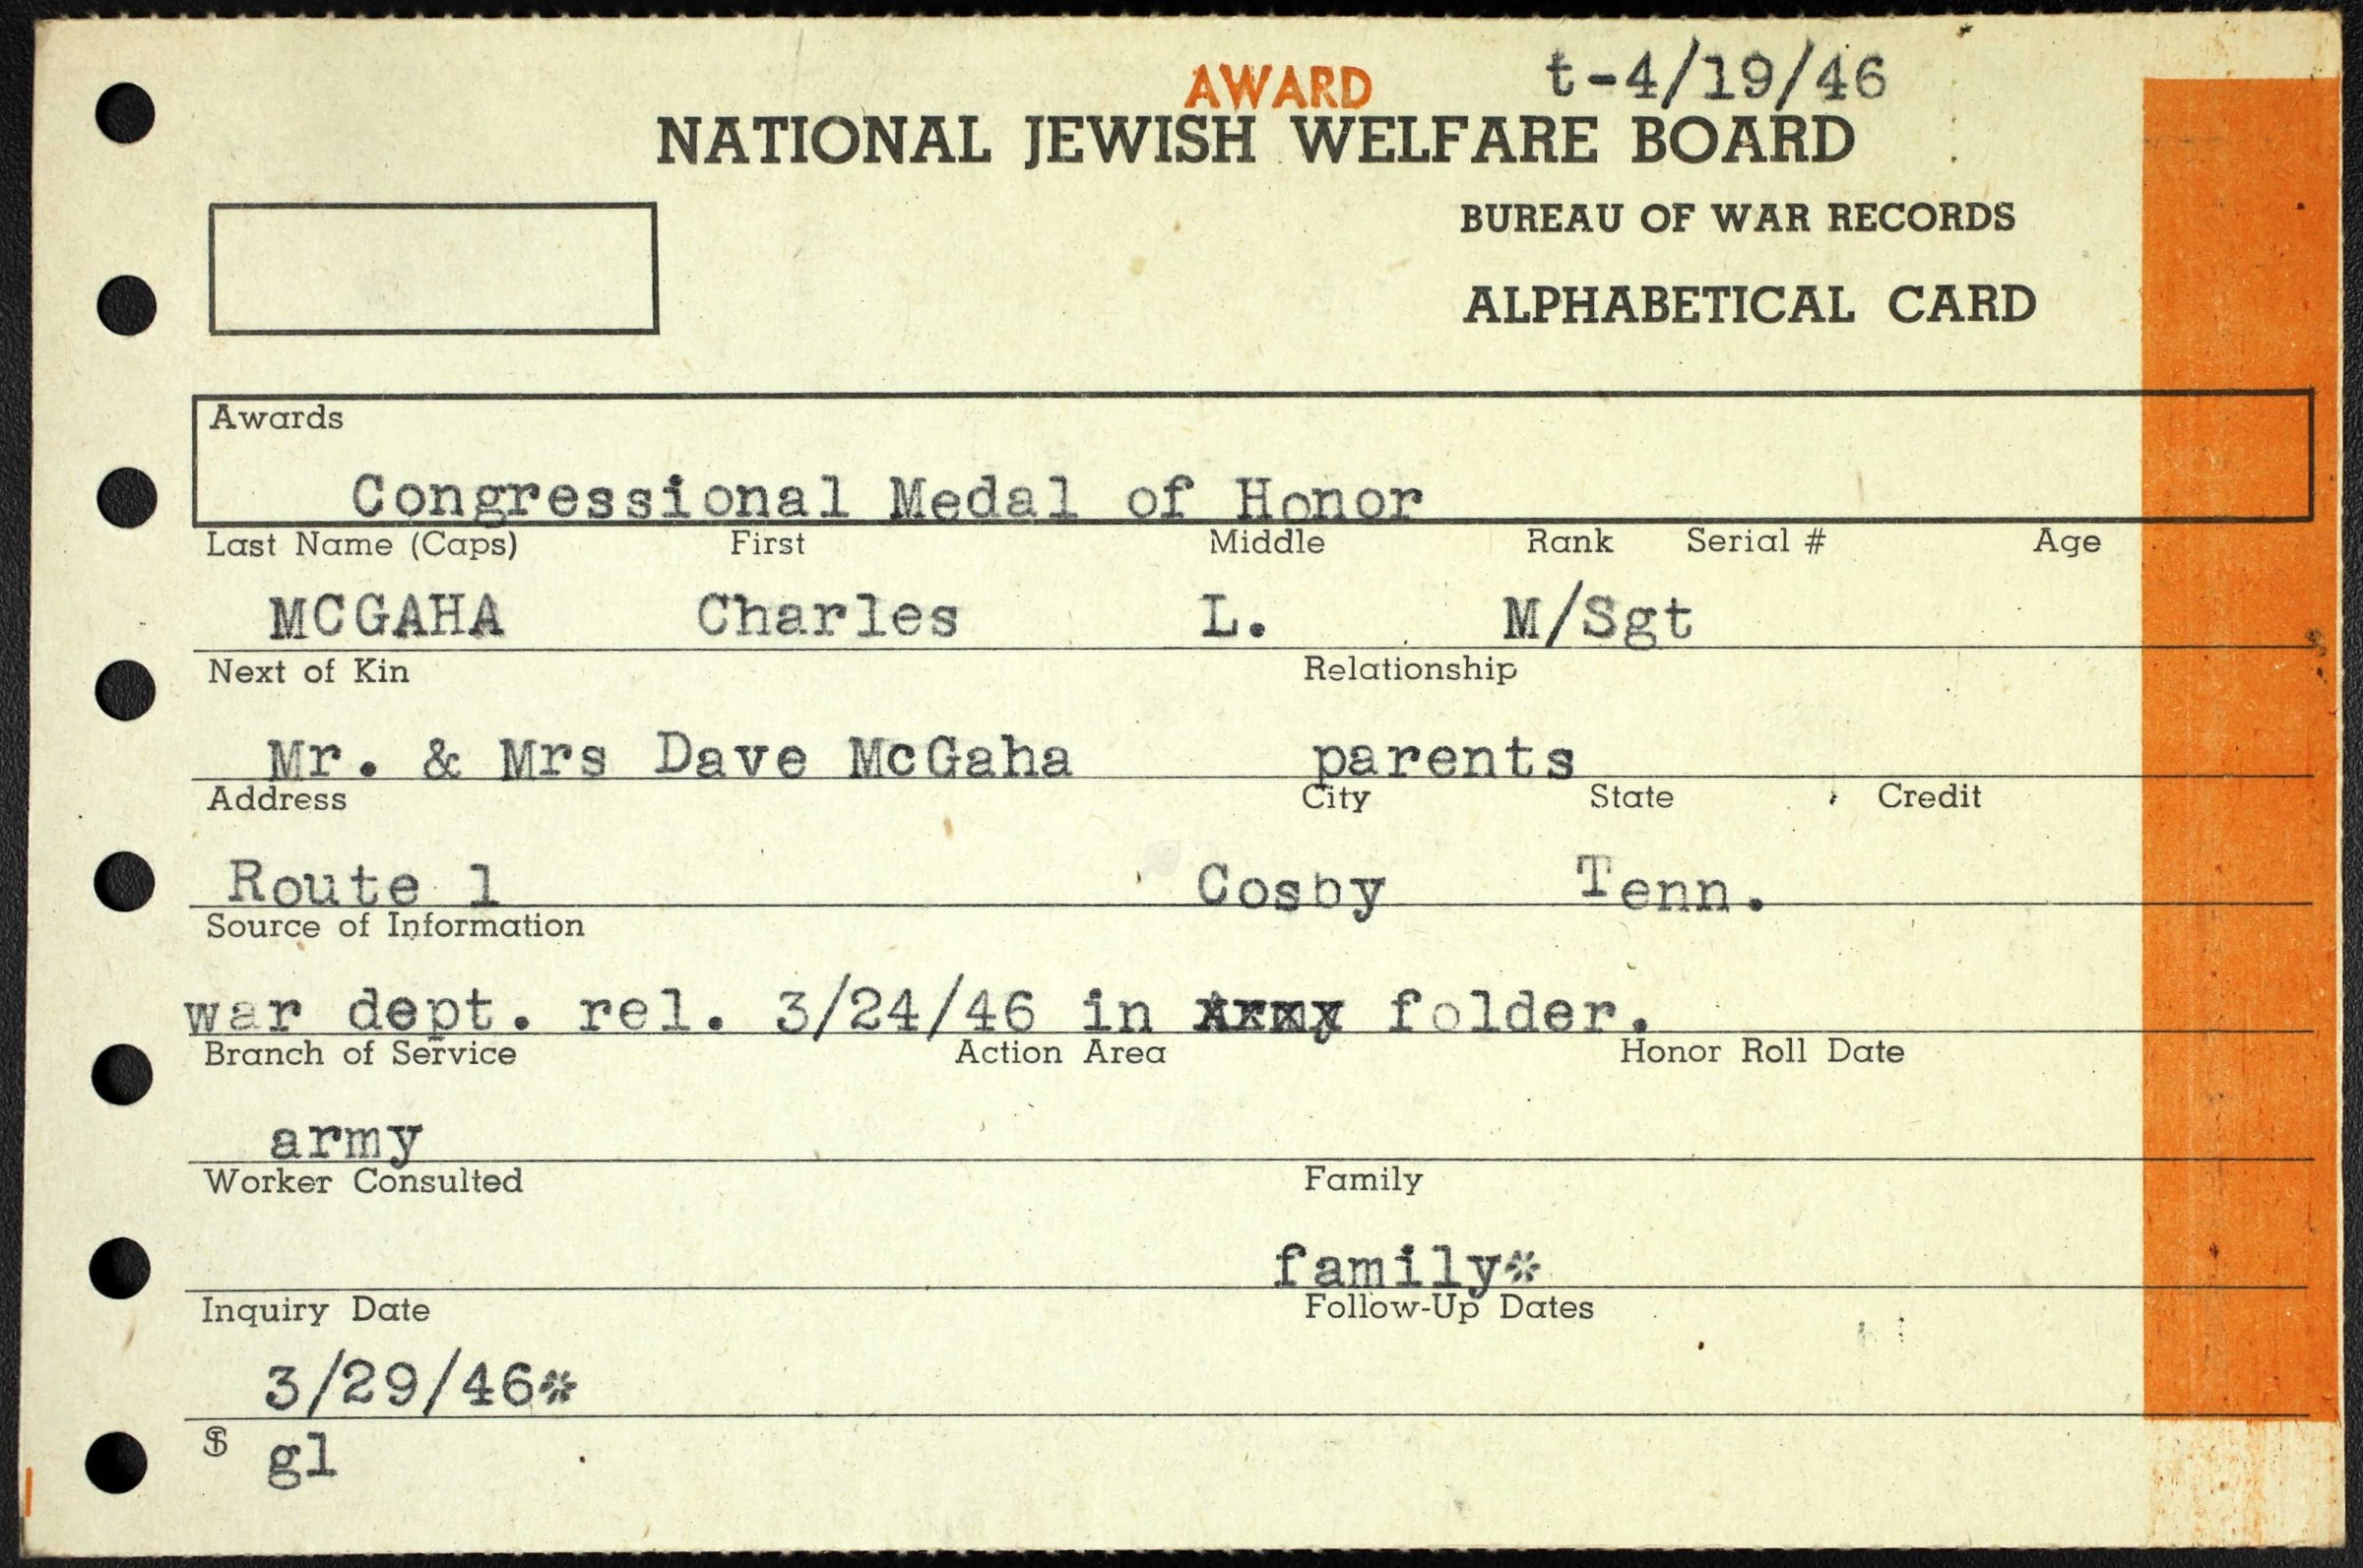 AWARD t-4/19/46
NATIONAL JEWISH WELFARE BOARD
BUREAU OF WAR RECORDS
ALPHABETICAL CARD
Awards
Congressional Medal of Honor
Last Name (Caps) First Middle Rank Serial # Age
MCGAHA Charles L. M/Sgt
Next of Kin Relationship
Mr. & Mrs Dave McGaha parents
Address City State Credit
Route 1 Cosby Tenn.
Source of Information
war dept. rel. 3/24/46 in folder.
Branch of Service Action Area Honor Roll Date
army
Worker Consulted Family
family*
Inquiry Date Follow-Up Dates
3/29/46*
$ gl